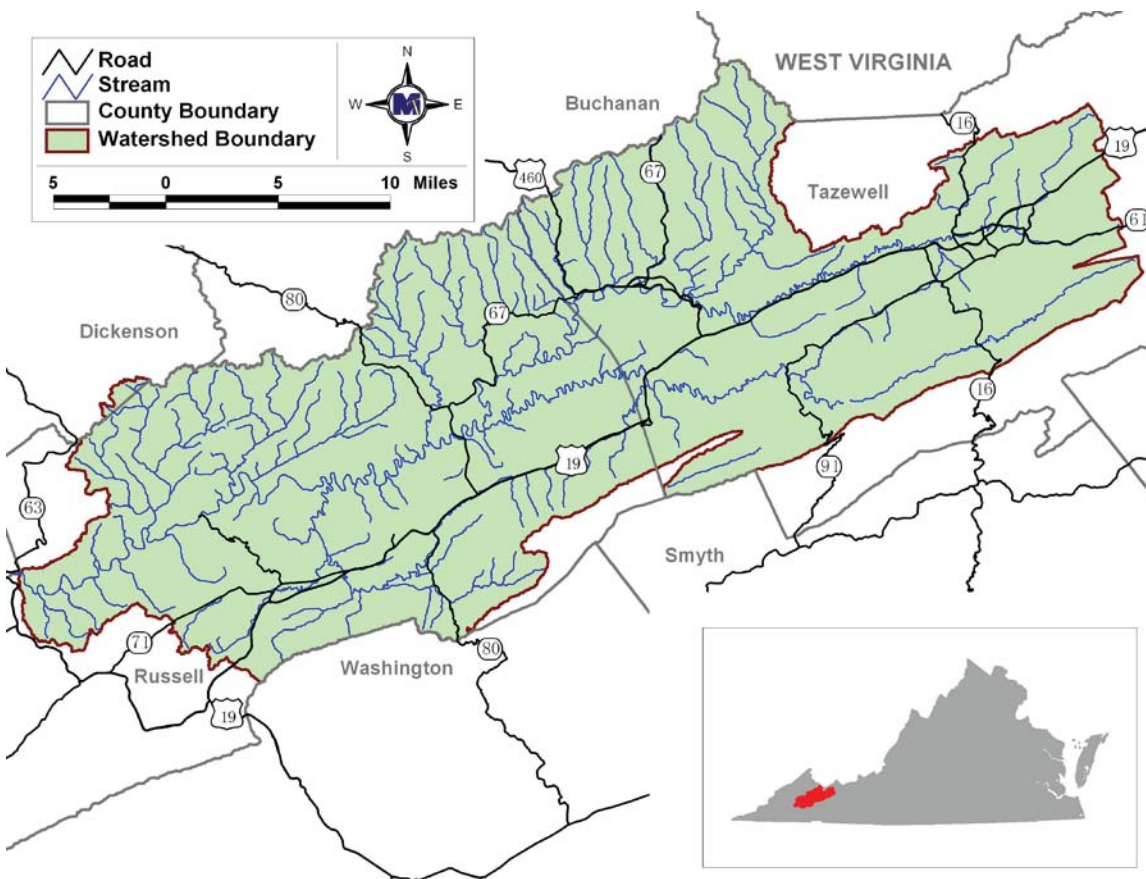 Road
Stream
County Boundary
Watershed Boundary
N
W
M
E
S
5 0 5 10 Miles
WEST VIRGINIA
Buchanan
16
19
460
67
Tazewell
61
80
67
Dickenson
16
19
91
63
Smyth
71
80
Russell
Washington
19